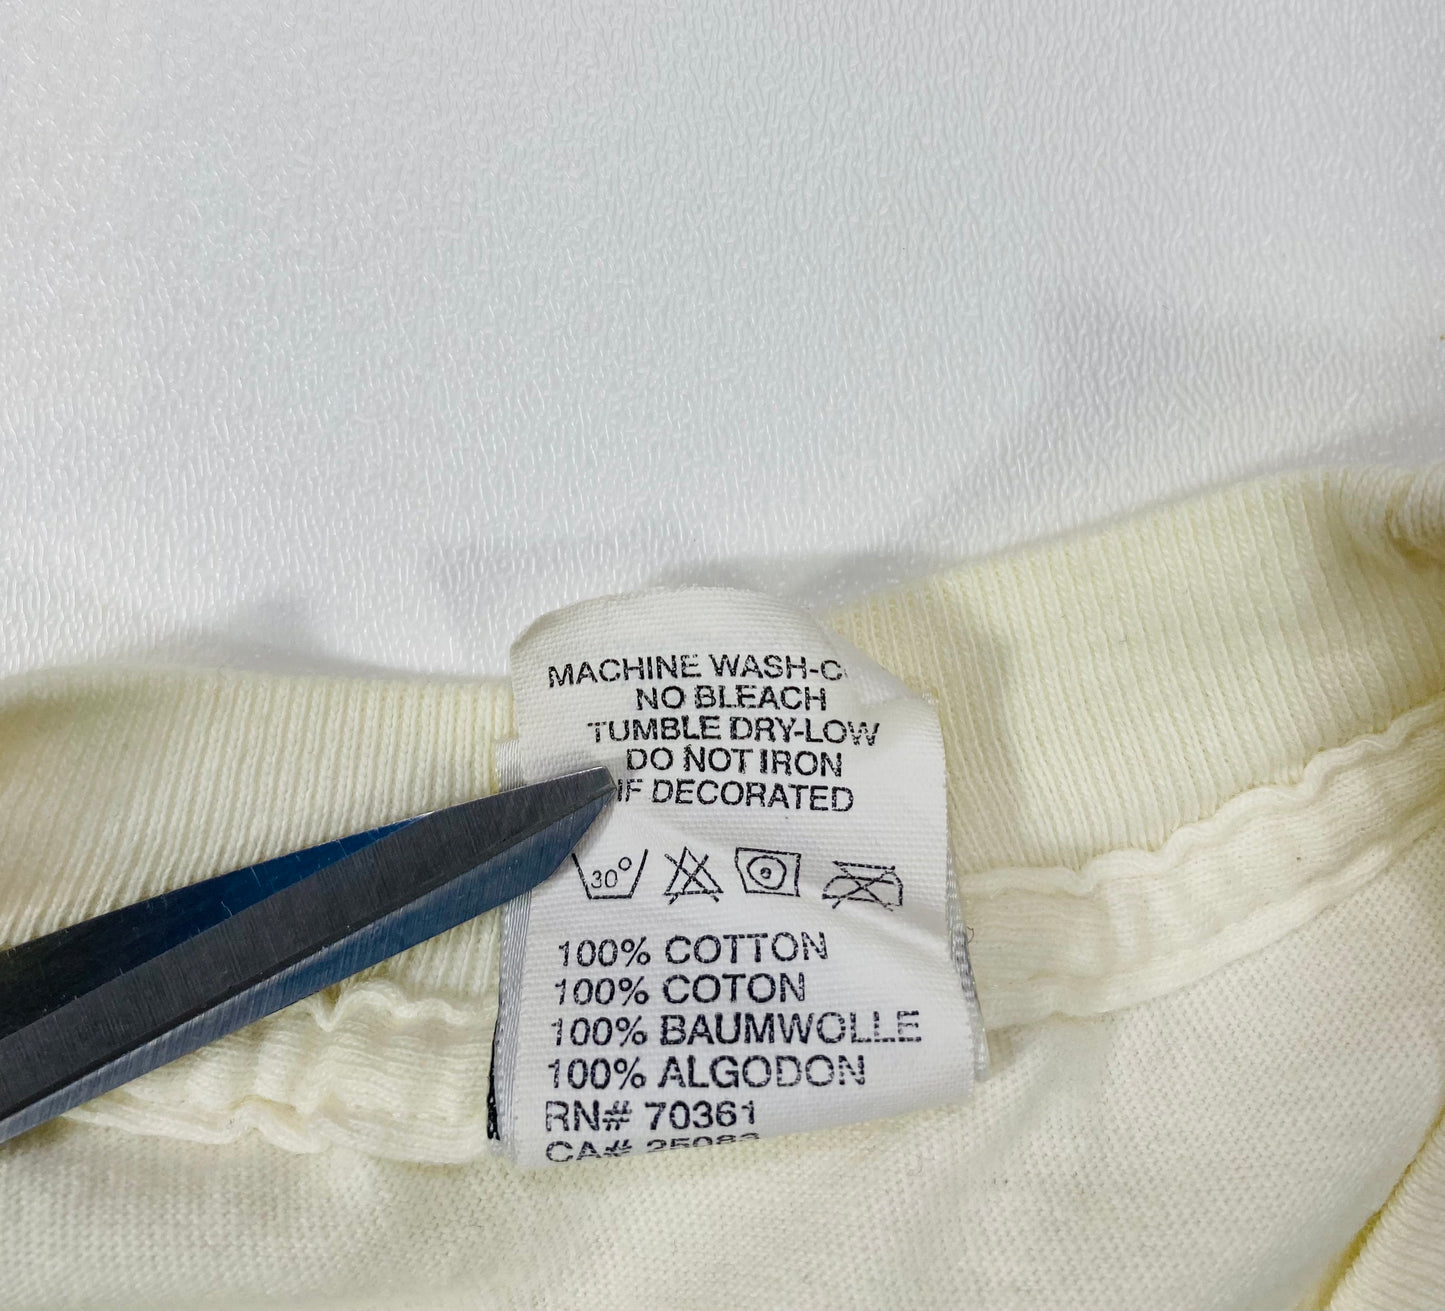 MACHINE WASH-C
NO BLEACH
TUMBLE DRY-LOW
DO NOT IRON
IF DECORATED
30°
100% COTTON
100% COTON
100% BAUMWOLLE
100% ALGODON
RN# 70361
CA#